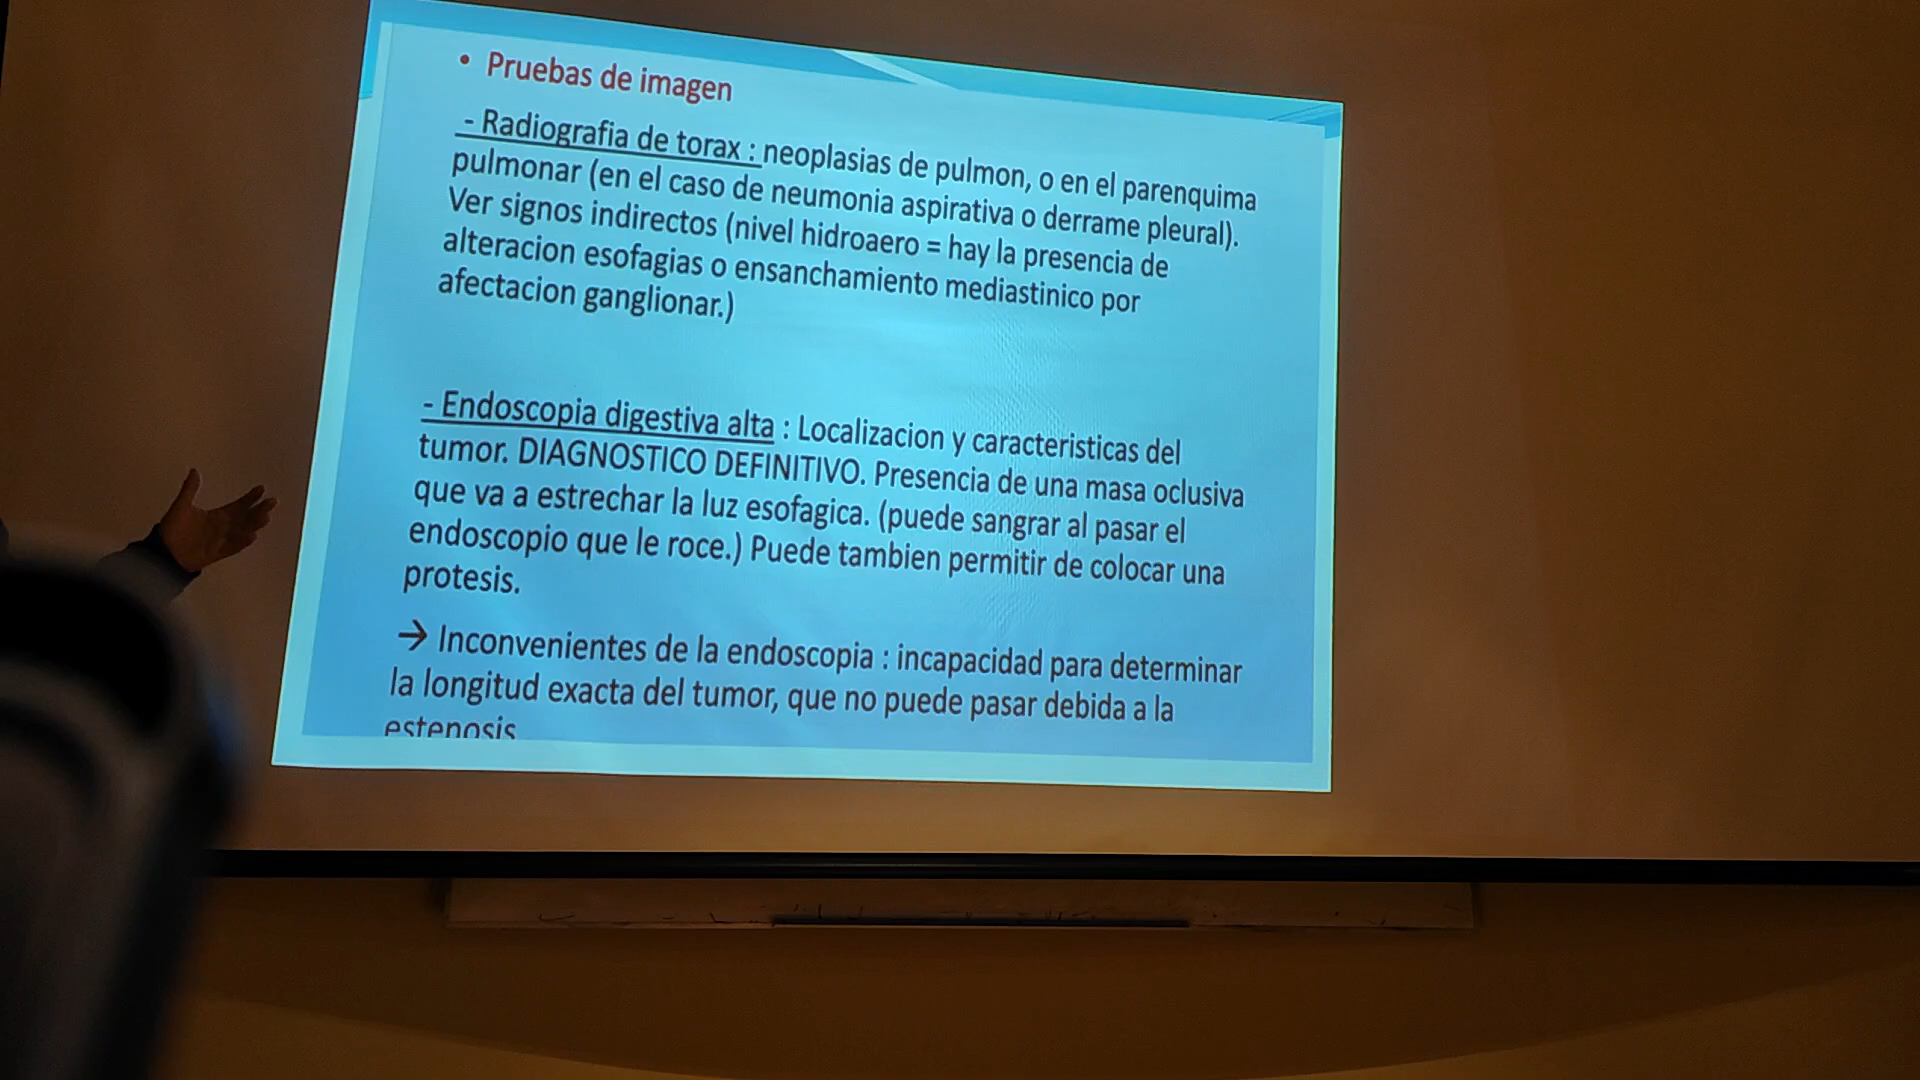 • Pruebas de imagen
- Radiografia de torax : neoplasias de pulmon, o en el parenquima
pulmonar (en el caso de neumonia aspirativa o derrame pleural).
Ver signos indirectos (nivel hidroaero = hay la presencia de
alteracion esofagias o ensanchamiento mediastinico por
afectacion ganglionar.)
- Endoscopia digestiva alta : Localizacion y caracteristicas del
tumor. DIAGNOSTICO DEFINITIVO. Presencia de una masa oclusiva
que va a estrechar la luz esofagica. (puede sangrar al pasar el
endoscopio que le roce.) Puede tambien permitir de colocar una
protesis.
→ Inconvenientes de la endoscopia : incapacidad para determinar
la longitud exacta del tumor, que no puede pasar debida a la
estenosis